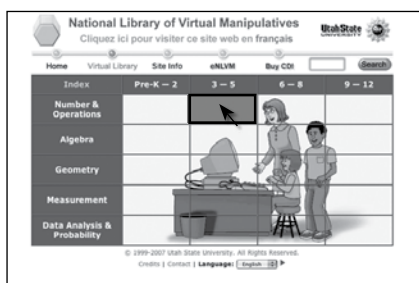 National Library of Virtual Manipulatives
Cliquez ici pour visiter ce site web en français
UtahState
UNIVERSITY
Home Virtual Library Site Info eNLVM Buy CD! Search
Index Pre-K – 2 3 – 5 6 – 8 9 – 12
Number &
Operations
Algebra
Geometry
Measurement
Data Analysis &
Probability
© 1999-2007 Utah State University. All Rights Reserved.
Credits | Contact | Language: English